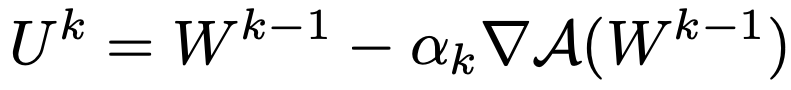 $U^k = W^{k-1} - \alpha_k \nabla \mathcal{A}(W^{k-1})$